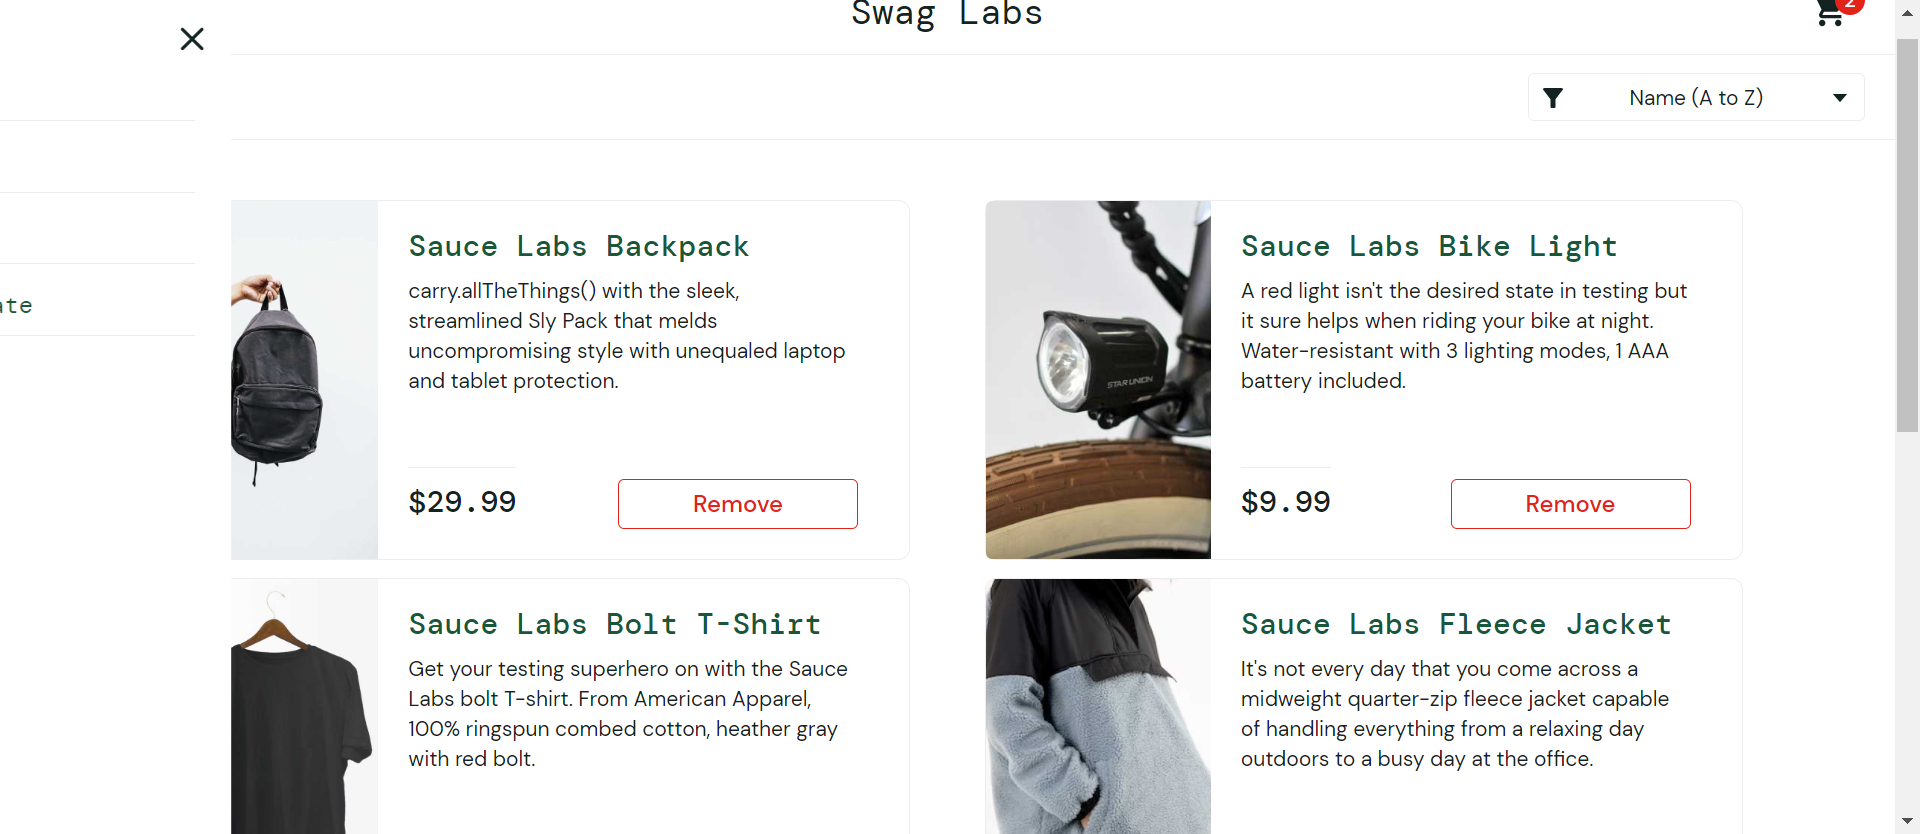 Swag Labs
2
Name (A to Z)
ate
Sauce Labs Backpack
carry.allTheThings() with the sleek,
streamlined Sly Pack that melds
uncompromising style with unequaled laptop
and tablet protection.
$29.99
Remove
Sauce Labs Bike Light
A red light isn't the desired state in testing but
it sure helps when riding your bike at night.
Water-resistant with 3 lighting modes, 1 AAA
battery included.
STAR UNION
$9.99
Remove
Sauce Labs Bolt T-Shirt
Get your testing superhero on with the Sauce
Labs bolt T-shirt. From American Apparel,
100% ringspun combed cotton, heather gray
with red bolt.
Sauce Labs Fleece Jacket
It's not every day that you come across a
midweight quarter-zip fleece jacket capable
of handling everything from a relaxing day
outdoors to a busy day at the office.